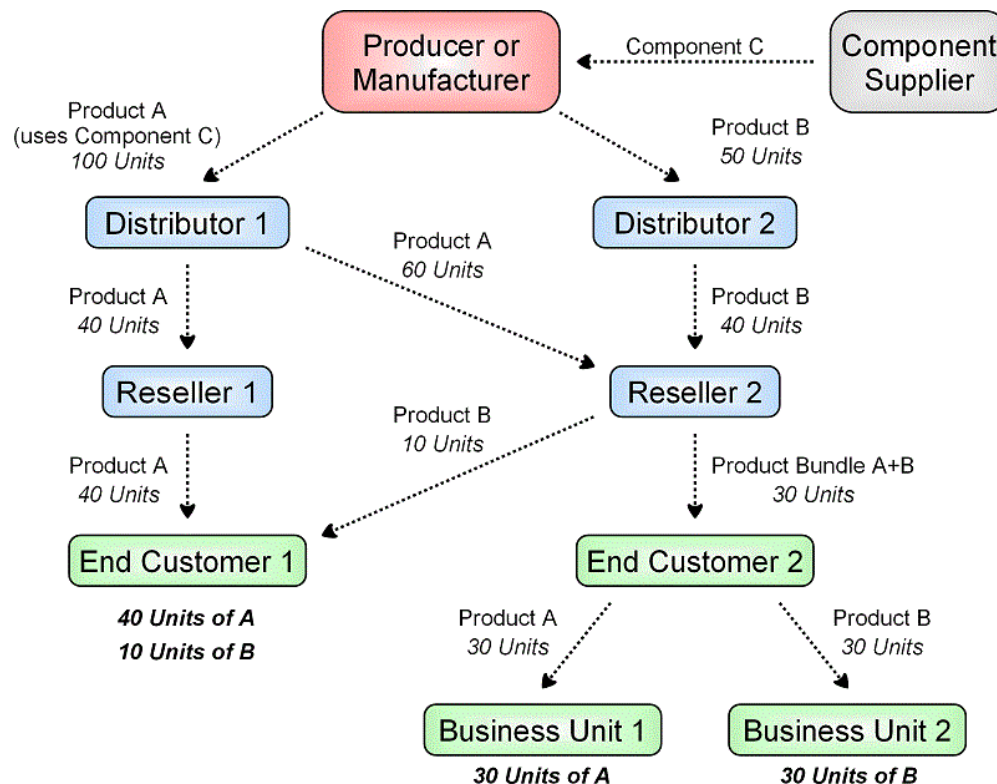 Producer or
Manufacturer
Component C
Component
Supplier
Product A
(uses Component C)
100 Units
Product B
50 Units
Distributor 1
Distributor 2
Product A
60 Units
Product A
40 Units
Product B
40 Units
Reseller 1
Reseller 2
Product B
10 Units
Product A
40 Units
Product Bundle A+B
30 Units
End Customer 1
End Customer 2
40 Units of A
10 Units of B
Product A
30 Units
Product B
30 Units
Business Unit 1
Business Unit 2
30 Units of A
30 Units of B